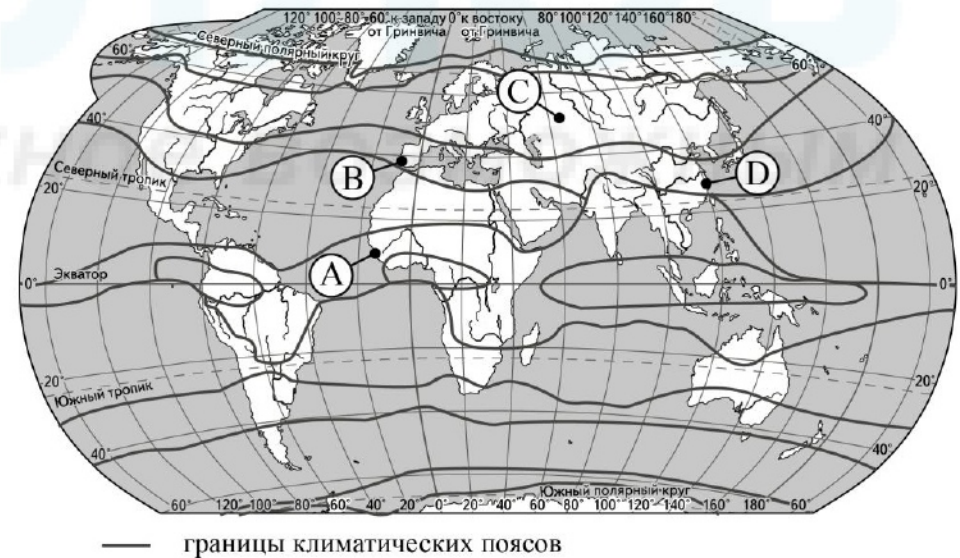 120° 100° 80° 60° к западу 0° к востоку 80° 100° 120° 140° 160° 180°
от Гринвича от Гринвича
Северный полярный круг
60° 60°
C
40° 40°
B D
Северный тропик
20° 20°
A
Экватор
0° 0°
20° 20°
Южный тропик
40° 40°
Южный полярный круг
60° 120° 100° 80° 60° 40° 20° 0° 20° 40° 60° 80° 100° 120° 140° 160° 180° 60°
границы климатических поясов